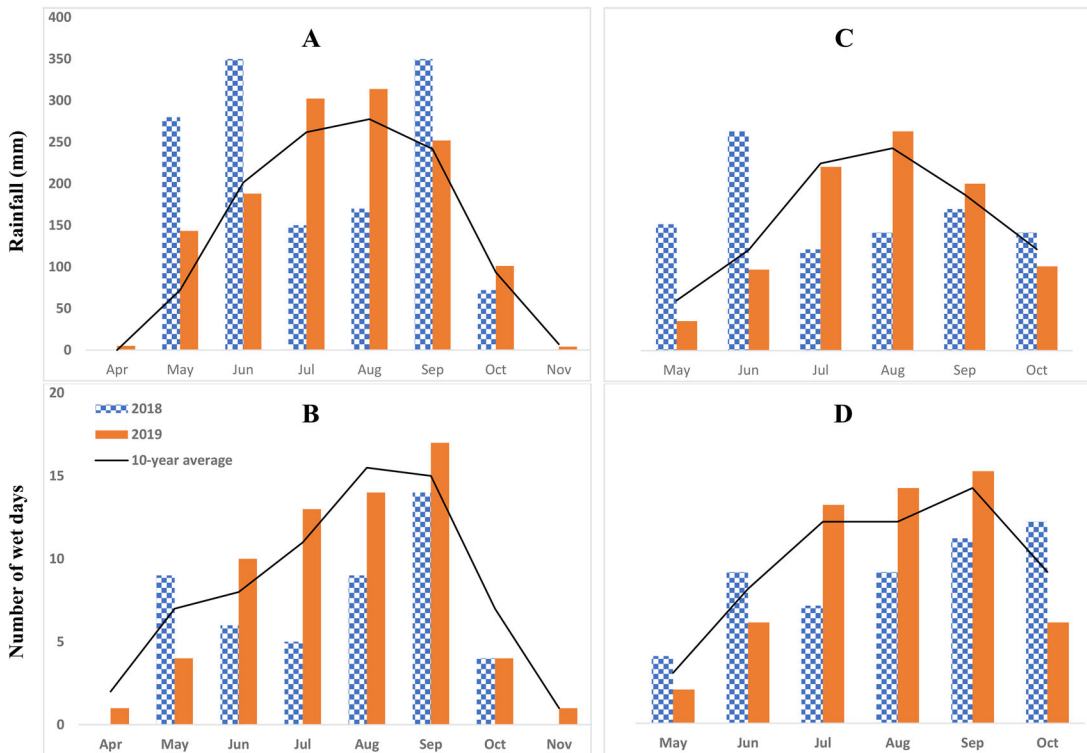 A
C
Rainfall (mm)
400
350
300
250
200
150
100
50
0
Apr May Jun Jul Aug Sep Oct Nov
May Jun Jul Aug Sep Oct
B
D
Number of wet days
20
15
10
5
0
2018
2019
10-year average
Apr May Jun Jul Aug Sep Oct Nov
May Jun Jul Aug Sep Oct